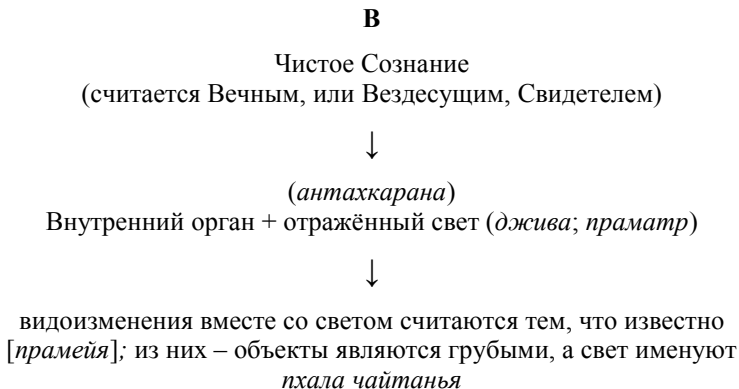 В
Чистое Сознание
(считается Вечным, или Вездесущим, Свидетелем)
↓
(антахкарана)
Внутренний орган + отражённый свет (джива; праматр)
↓
видоизменения вместе со светом считаются тем, что известно
[прамейя]; из них – объекты являются грубыми, а свет именуют
пхала чайтанья